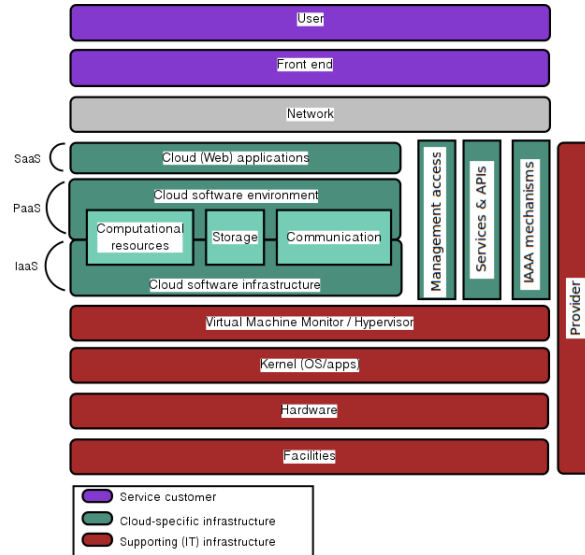 User
Front end
Network
SaaS
Cloud (Web) applications
PaaS
Cloud software environment
Computational
resources
Storage
Communication
IaaS
Cloud software infrastructure
Management access
Services & APIs
IAAA mechanisms
Provider
Virtual Machine Monitor / Hypervisor
Kernel (OS/apps)
Hardware
Facilities
Service customer
Cloud-specific infrastructure
Supporting (IT) infrastructure